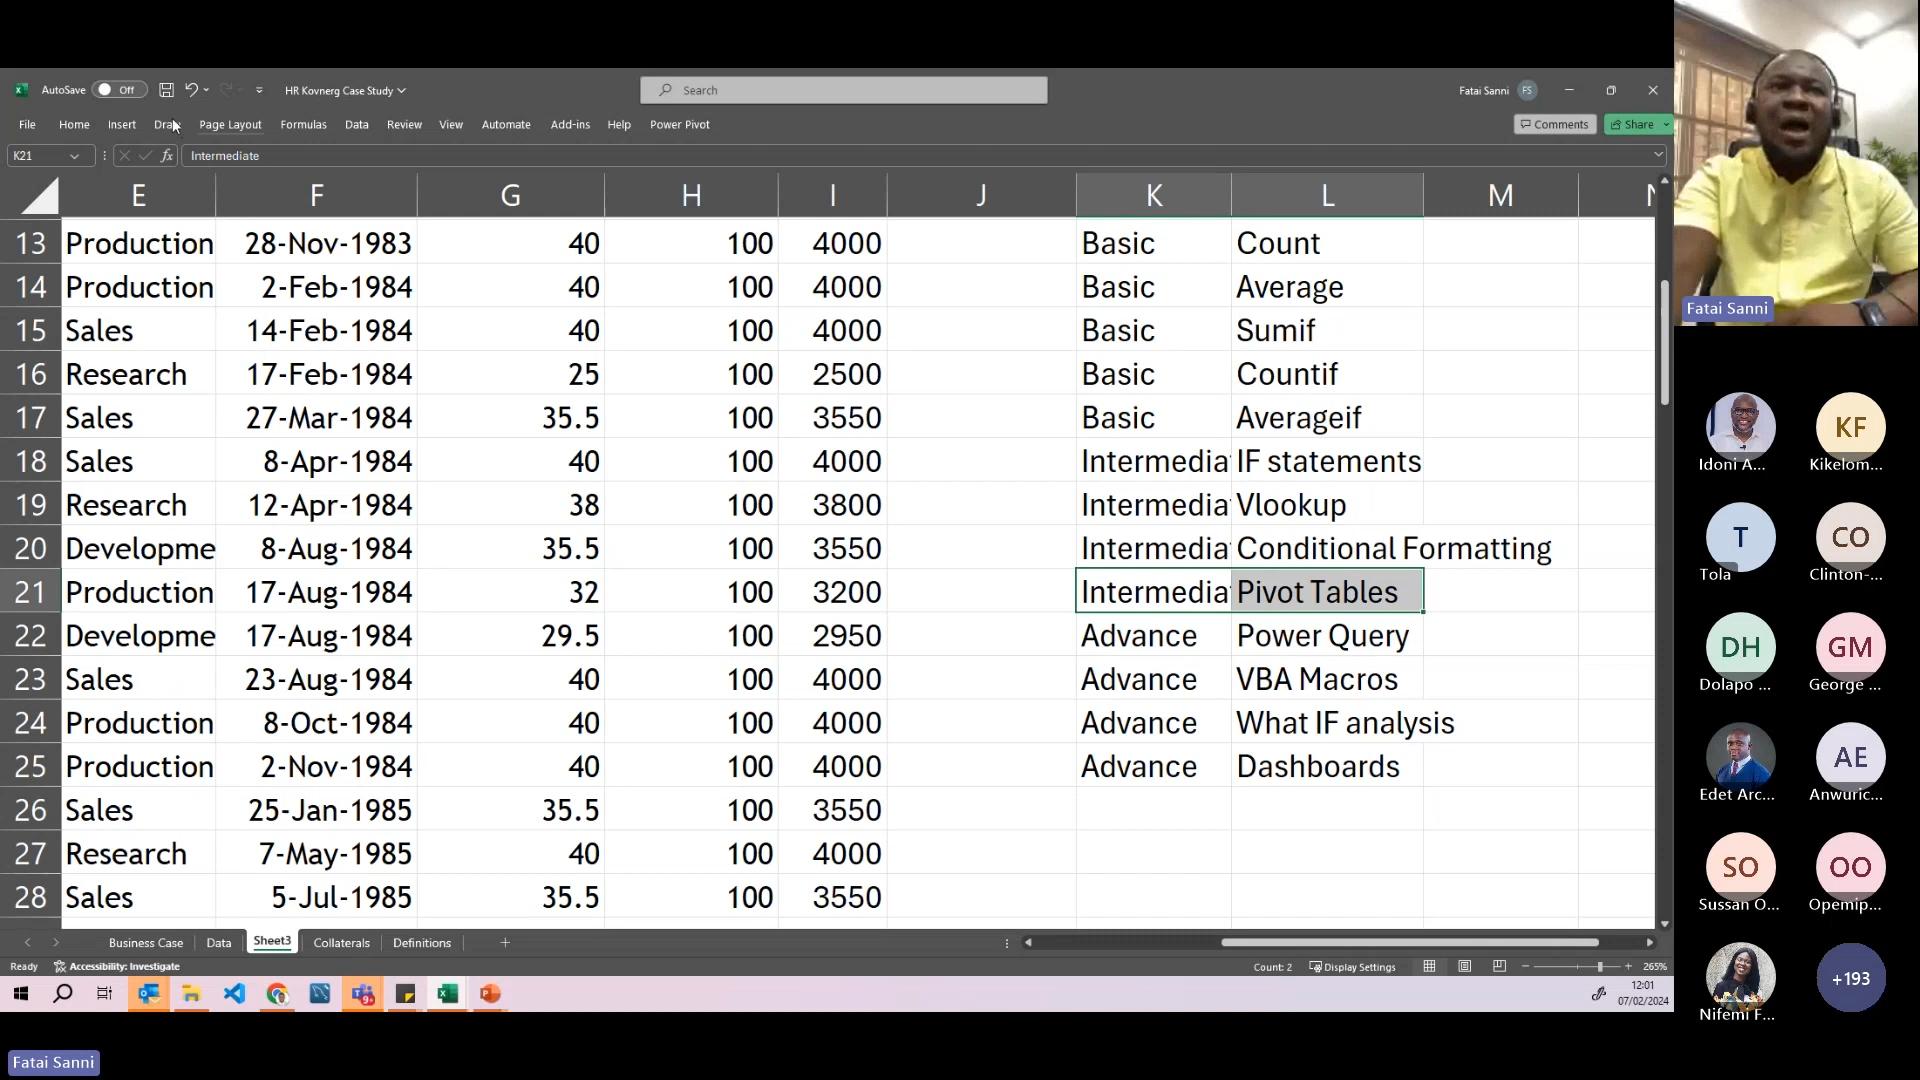 AutoSave Off HR Kovnerg Case Study Search Fatai Sanni FS
File Home Insert Draw Page Layout Formulas Data Review View Automate Add-ins Help Power Pivot Comments Share
K21 fx Intermediate
E F G H I J K L M
13 Production 28-Nov-1983 40 100 4000 Basic Count
14 Production 2-Feb-1984 40 100 4000 Basic Average
15 Sales 14-Feb-1984 40 100 4000 Basic Sumif
16 Research 17-Feb-1984 25 100 2500 Basic Countif
17 Sales 27-Mar-1984 35.5 100 3550 Basic Averageif
18 Sales 8-Apr-1984 40 100 4000 Intermedia IF statements
19 Research 12-Apr-1984 38 100 3800 Intermedia Vlookup
20 Developme 8-Aug-1984 35.5 100 3550 Intermedia Conditional Formatting
21 Production 17-Aug-1984 32 100 3200 Intermedia Pivot Tables
22 Developme 17-Aug-1984 29.5 100 2950 Advance Power Query
23 Sales 23-Aug-1984 40 100 4000 Advance VBA Macros
24 Production 8-Oct-1984 40 100 4000 Advance What IF analysis
25 Production 2-Nov-1984 40 100 4000 Advance Dashboards
26 Sales 25-Jan-1985 35.5 100 3550
27 Research 7-May-1985 40 100 4000
28 Sales 5-Jul-1985 35.5 100 3550
Business Case Data Sheet3 Collaterals Definitions
Ready Accessibility: Investigate Count: 2 Display Settings 265%
12:01
07/02/2024
Fatai Sanni
Fatai Sanni
KF
Idoni A... Kikelom...
T CO
Tola Clinton-...
DH GM
Dolapo ... George ...
AE
Edet Arc... Anwuric...
SO OO
Sussan O... Opemip...
+193
Nifemi F...